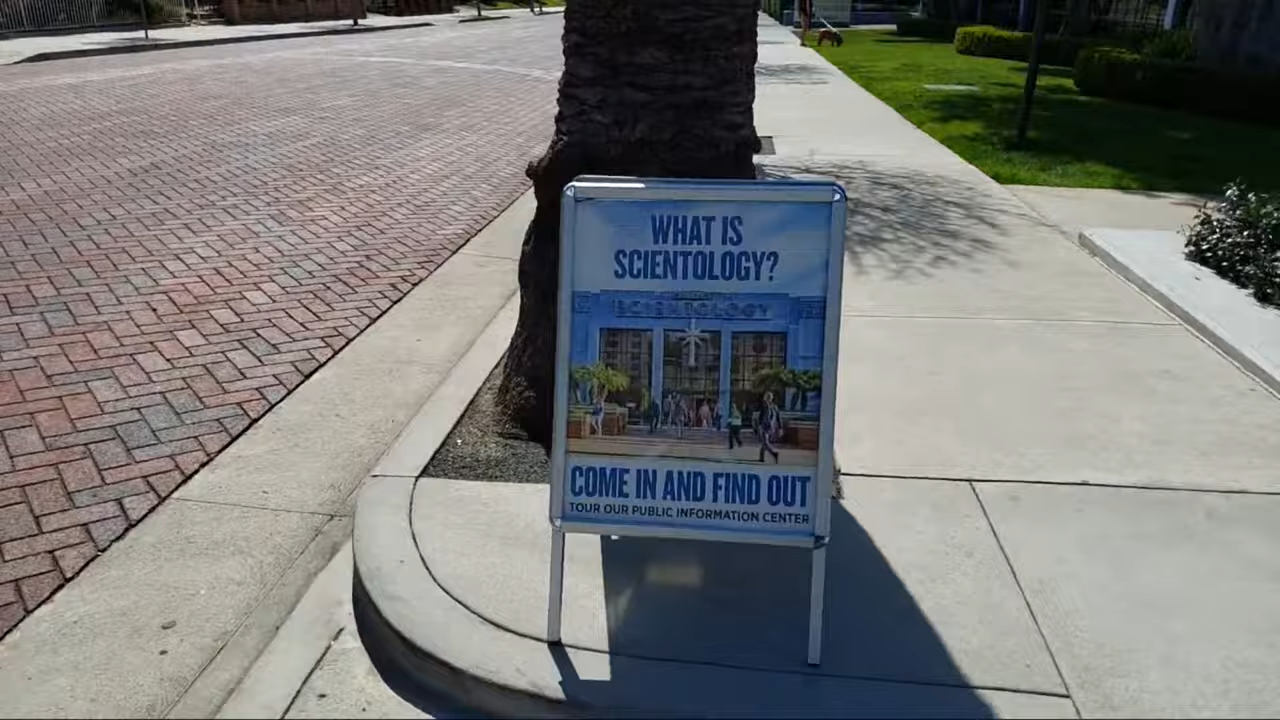 WHAT IS
SCIENTOLOGY?
SCIENTOLOGY
COME IN AND FIND OUT
TOUR OUR PUBLIC INFORMATION CENTER